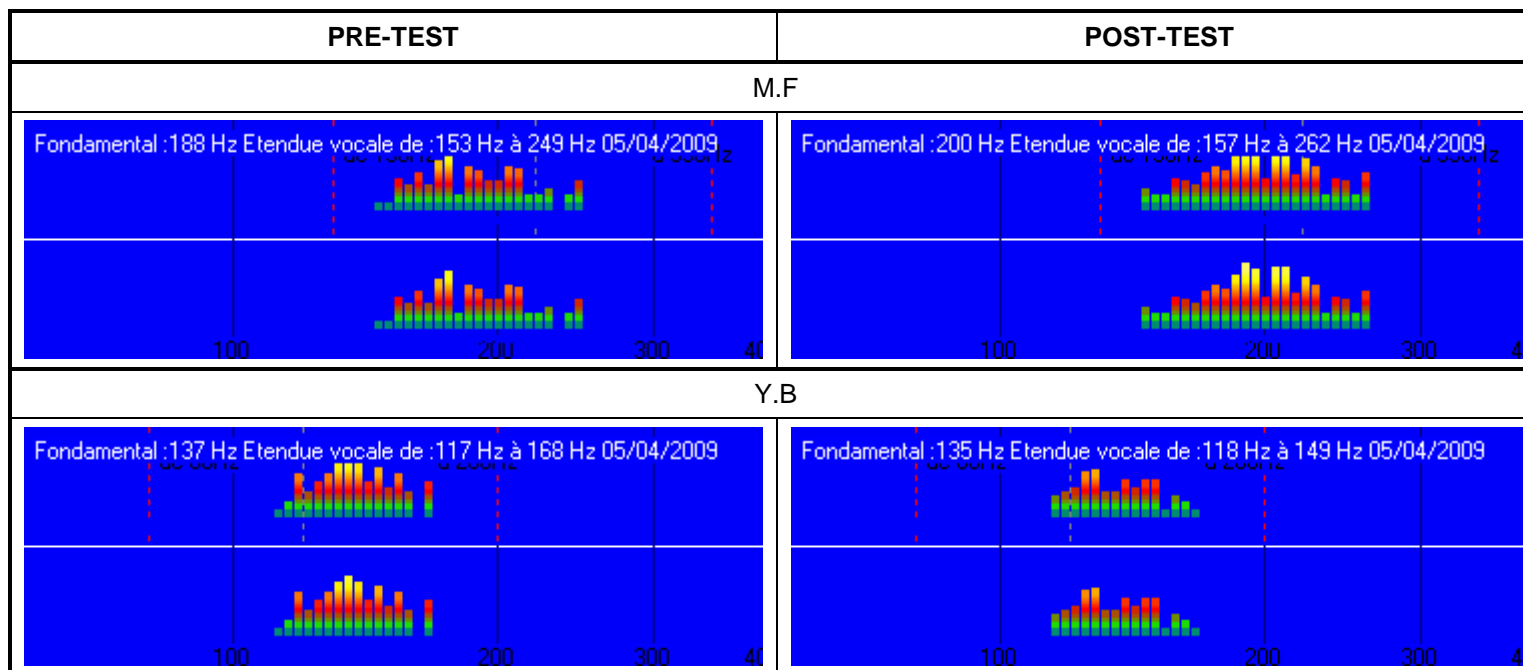 PRE-TEST POST-TEST
M.F
Fondamental :188 Hz Etendue vocale de :153 Hz à 249 Hz 05/04/2009
Fondamental :200 Hz Etendue vocale de :157 Hz à 262 Hz 05/04/2009
100 200 300
100 200 300
Y.B
Fondamental :137 Hz Etendue vocale de :117 Hz à 168 Hz 05/04/2009
Fondamental :135 Hz Etendue vocale de :118 Hz à 149 Hz 05/04/2009
100 200 300
100 200 300